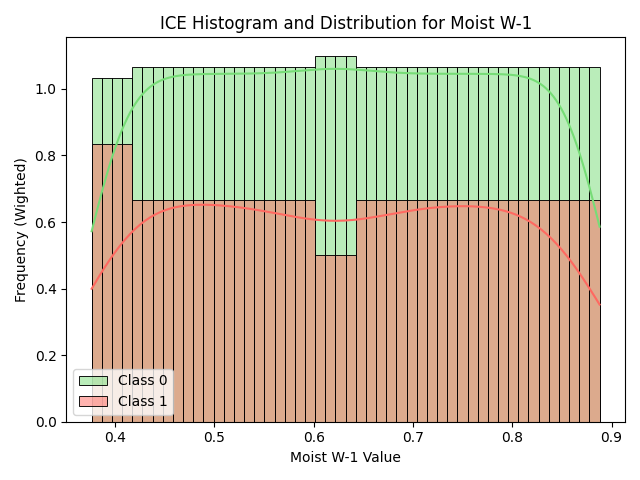 ICE Histogram and Distribution for Moist W-1
Frequency (Wighted)
1.0
0.8
0.6
0.4
0.2
0.0
Class 0
Class 1
0.4 0.5 0.6 0.7 0.8 0.9
Moist W-1 Value